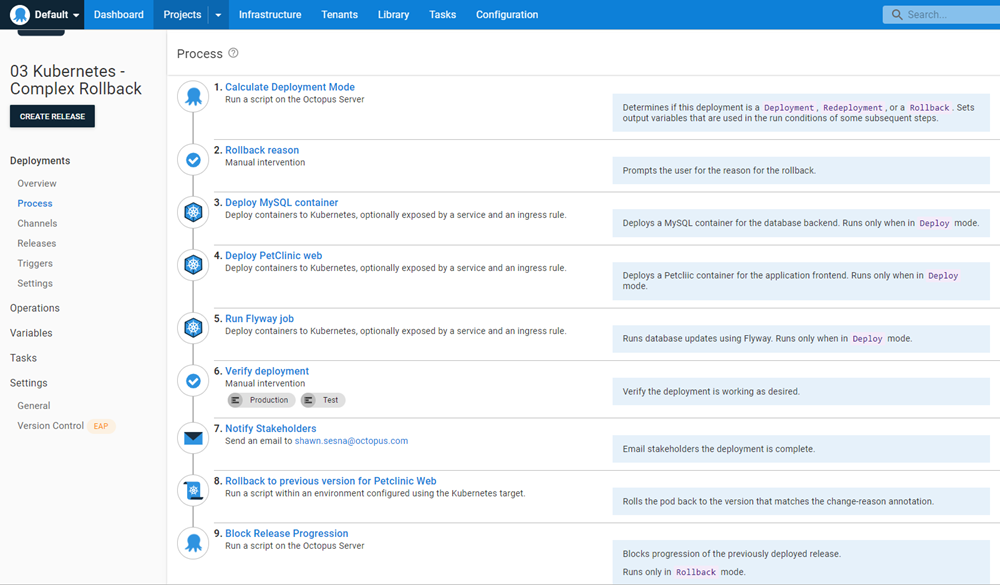 Default
Dashboard
Projects
Infrastructure
Tenants
Library
Tasks
Configuration
Search...
03 Kubernetes -
Complex Rollback
CREATE RELEASE
Deployments
Overview
Process
Channels
Releases
Triggers
Settings
Operations
Variables
Tasks
Settings
General
Version Control EAP
Process
1. Calculate Deployment Mode
Run a script on the Octopus Server
Determines if this deployment is a Deployment, Redeployment, or a Rollback. Sets
output variables that are used in the run conditions of some subsequent steps.
2. Rollback reason
Manual intervention
Prompts the user for the reason for the rollback.
3. Deploy MySQL container
Deploy containers to Kubernetes, optionally exposed by a service and an ingress rule.
Deploys a MySQL container for the database backend. Runs only when in Deploy mode.
4. Deploy PetClinic web
Deploy containers to Kubernetes, optionally exposed by a service and an ingress rule.
Deploys a Petcliic container for the application frontend. Runs only when in Deploy
mode.
5. Run Flyway job
Deploy containers to Kubernetes, optionally exposed by a service and an ingress rule.
Runs database updates using Flyway. Runs only when in Deploy mode.
6. Verify deployment
Manual intervention
Production
Test
Verify the deployment is working as desired.
7. Notify Stakeholders
Send an email to shawn.sesna@octopus.com
Email stakeholders the deployment is complete.
8. Rollback to previous version for Petclinic Web
Run a script within an environment configured using the Kubernetes target.
Rolls the pod back to the version that matches the change-reason annotation.
9. Block Release Progression
Run a script on the Octopus Server
Blocks progression of the previously deployed release.
Runs only in Rollback mode.